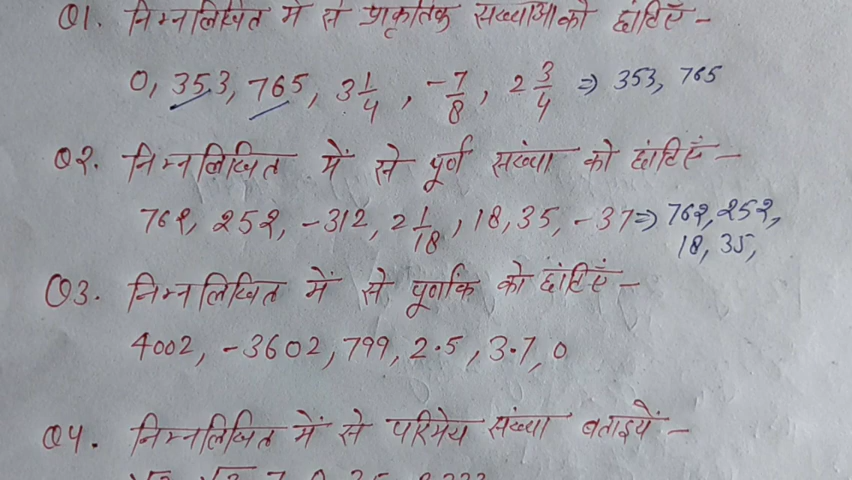 Q1. निम्नलिखित में से प्राकृतिक संख्याओं को छांटिएँ -
0, 353, 765, 3 1/4, -7/8, 2 3/4 ⇒ 353, 765
Q2. निम्नलिखित में से पूर्ण संख्या को छांटिएँ -
762, 252, -312, 2 1/18, 18, 35, -37 ⇒ 762, 252,
18, 35,
Q3. निम्नलिखित में से पूर्णांक को छांटिएँ -
4002, -3602, 799, 2.5, 3.7, 0
Q4. निम्नलिखित में से परिमेय संख्या बताइयें -